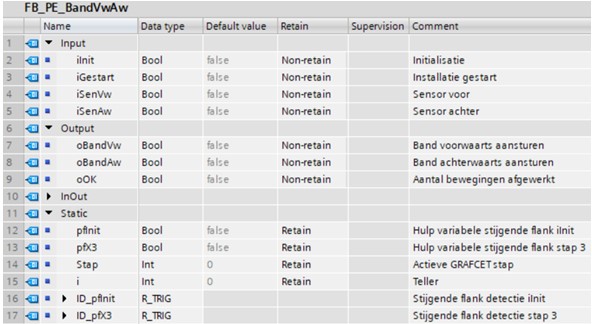 FB_PE_BandVwAw
Name Data type Default value Retain Supervision Comment
1 Input
2 iInit Bool false Non-retain Initialisatie
3 iGestart Bool false Non-retain Installatie gestart
4 iSenVw Bool false Non-retain Sensor voor
5 iSenAw Bool false Non-retain Sensor achter
6 Output
7 oBandVw Bool false Non-retain Band voorwaarts aansturen
8 oBandAw Bool false Non-retain Band achterwaarts aansturen
9 oOK Bool false Non-retain Aantal bewegingen afgewerkt
10 InOut
11 Static
12 pfInit Bool false Retain Hulp variabele stijgende flank iInit
13 pfX3 Bool false Retain Hulp variabele stijgende flank stap 3
14 Stap Int 0 Retain Actieve GRAFCET stap
15 i Int 0 Retain Teller
16 ID_pfInit R_TRIG Stijgende flank detectie iInit
17 ID_pfX3 R_TRIG Stijgende flank detectie stap 3